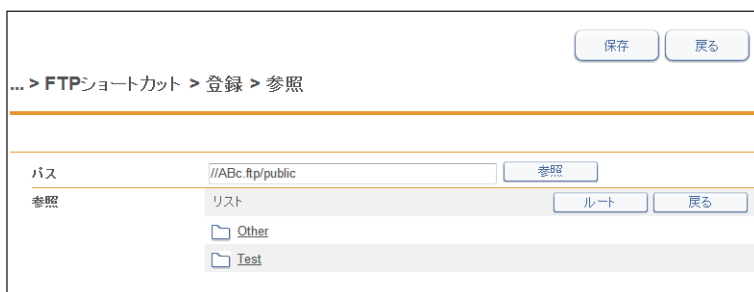 保存 戻る
... > FTPショートカット > 登録 > 参照
パス //ABc.ftp/public 参照
参照 リスト ルート 戻る
Other
Test